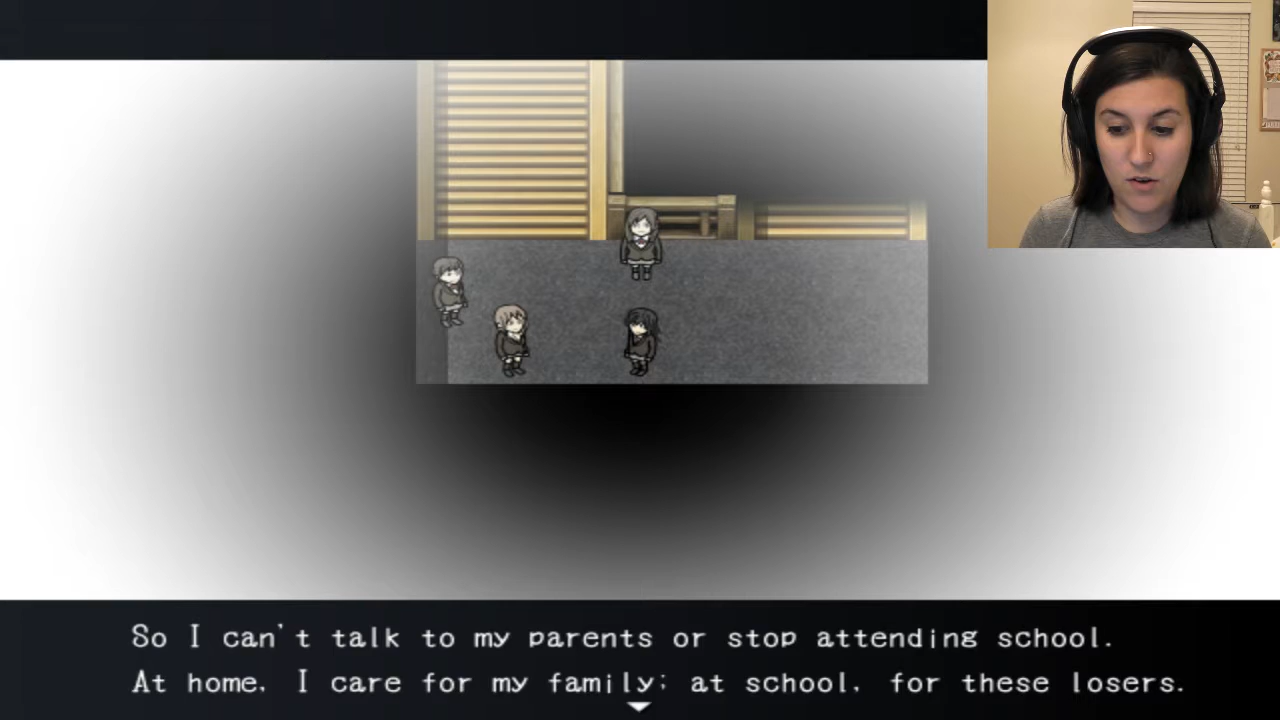 So I can't talk to my parents or stop attending school.
At home, I care for my family; at school, for these losers.